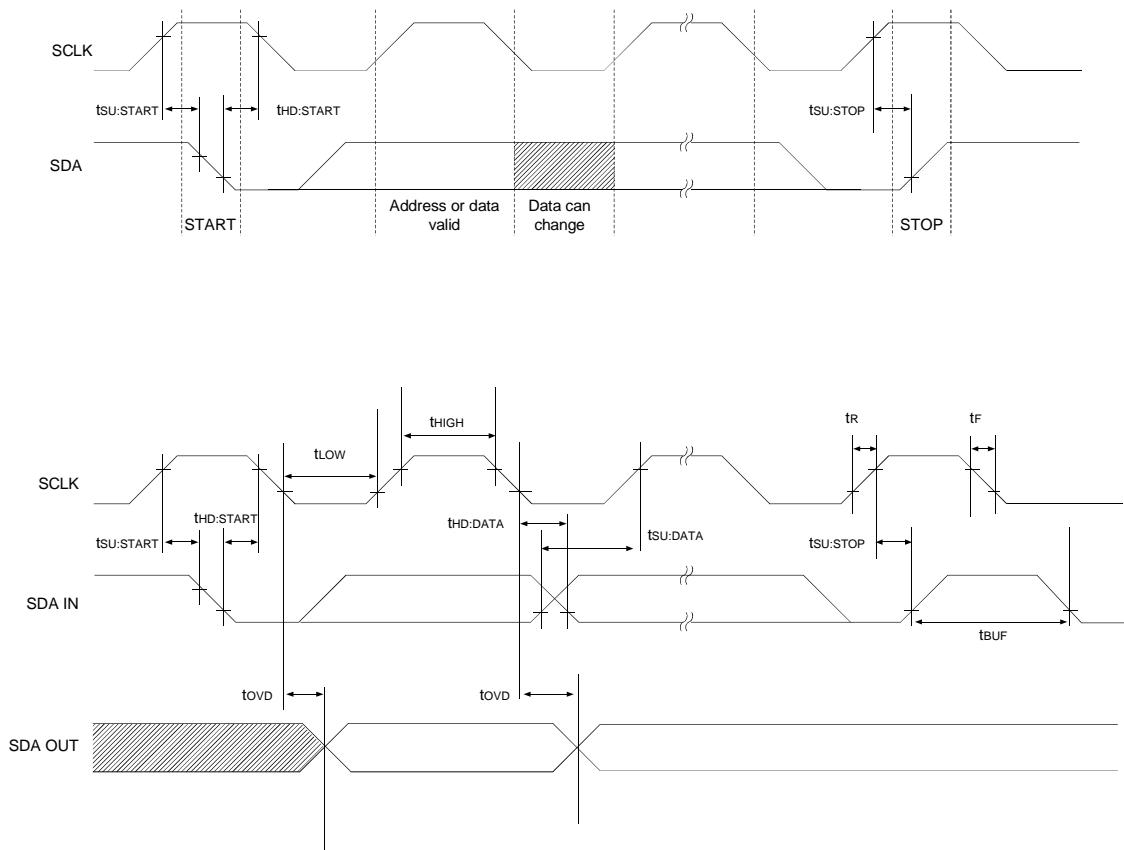 SCLK
tSU:START
tHD:START
tSU:STOP
SDA
START
Address or data
valid
Data can
change
STOP
tHIGH
tR
tF
tLOW
SCLK
tHD:START
tHD:DATA
tSU:START
tSU:DATA
tSU:STOP
SDA IN
tBUF
tOVD
tOVD
SDA OUT